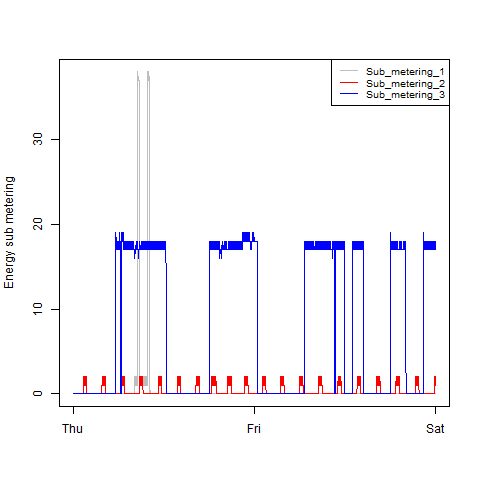 Sub_metering_1
Sub_metering_2
Sub_metering_3
Energy sub metering
30
20
10
0
Thu Fri Sat